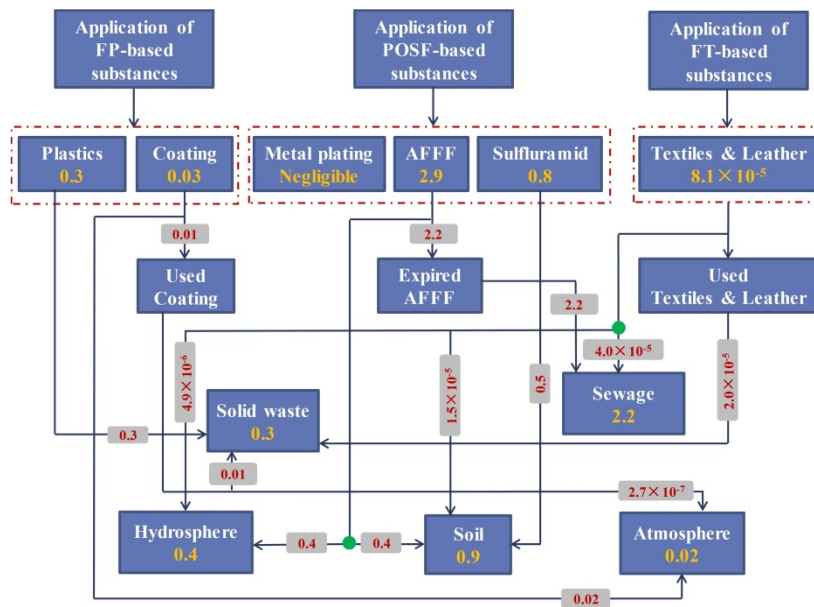 Application of
FP-based
substances
Application of
POSF-based
substances
Application of
FT-based
substances
Plastics
0.3
Coating
0.03
Metal plating
Negligible
AFFF
2.9
Sulfluramid
0.8
Textiles & Leather
8.1×10⁻⁵
0.01
2.2
Used
Coating
Expired
AFFF
Used
Textiles & Leather
2.2
4.9×10⁻⁶
1.5×10⁻⁵
0.5
4.0×10⁻⁵
2.0×10⁻⁵
Solid waste
0.3
Sewage
2.2
0.3
0.01
2.7×10⁻⁷
Hydrosphere
0.4
0.4
0.4
Soil
0.9
Atmosphere
0.02
0.02